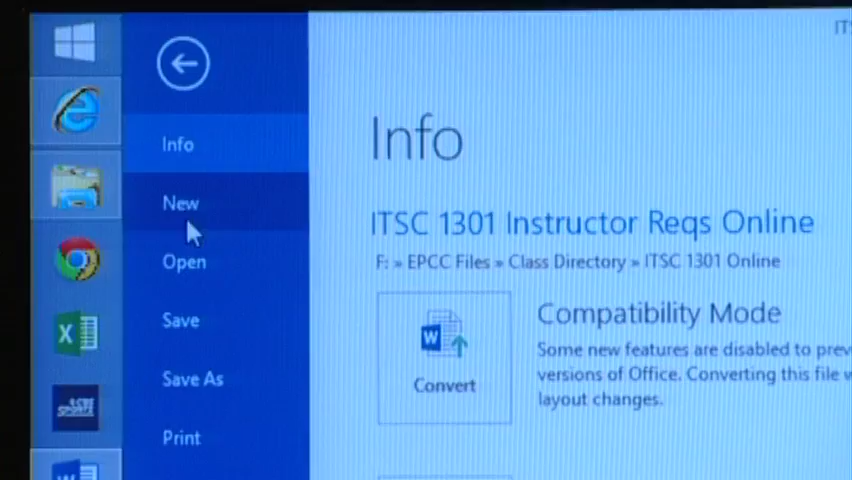 ITS
Info
New
Open
Save
Save As
Print
Info
ITSC 1301 Instructor Reqs Online
F: » EPCC Files » Class Directory » ITSC 1301 Online
Convert
Compatibility Mode
Some new features are disabled to prev
versions of Office. Converting this file w
layout changes.